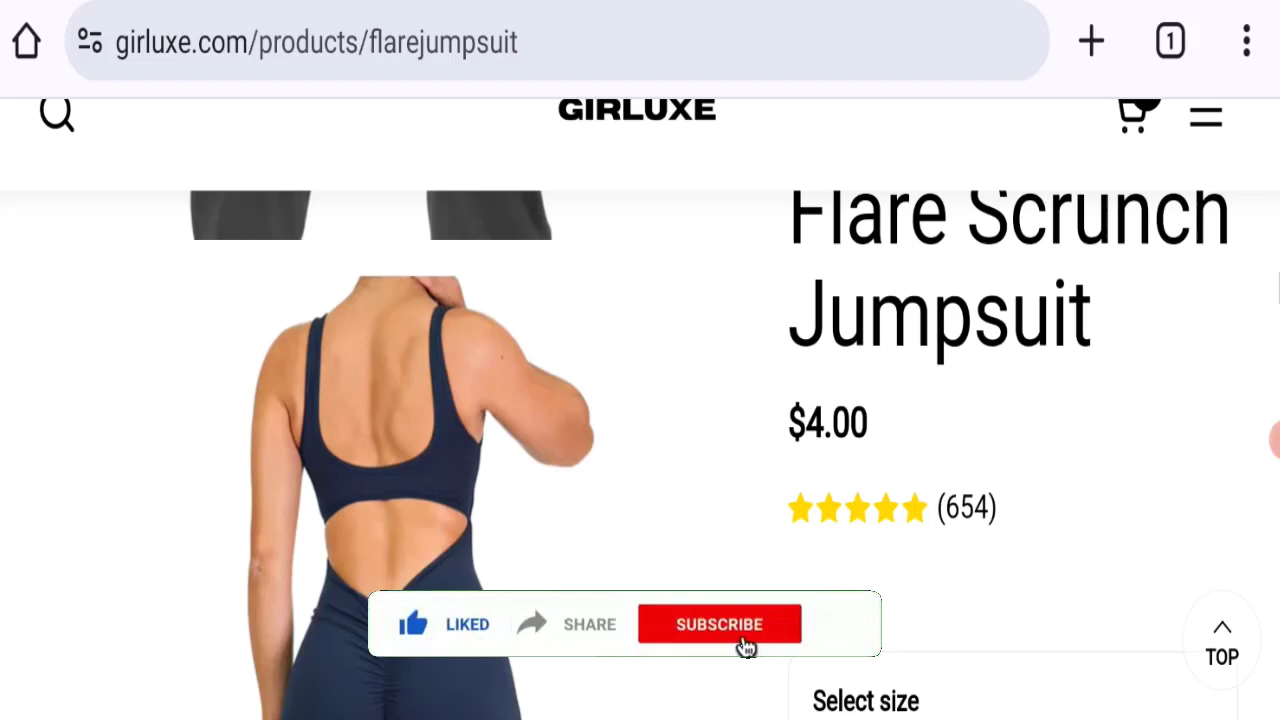 girluxe.com/products/flarejumpsuit
1
GIRLUXE
Flare Scrunch
Jumpsuit
$4.00
(654)
LIKED SHARE SUBSCRIBE
TOP
Select size